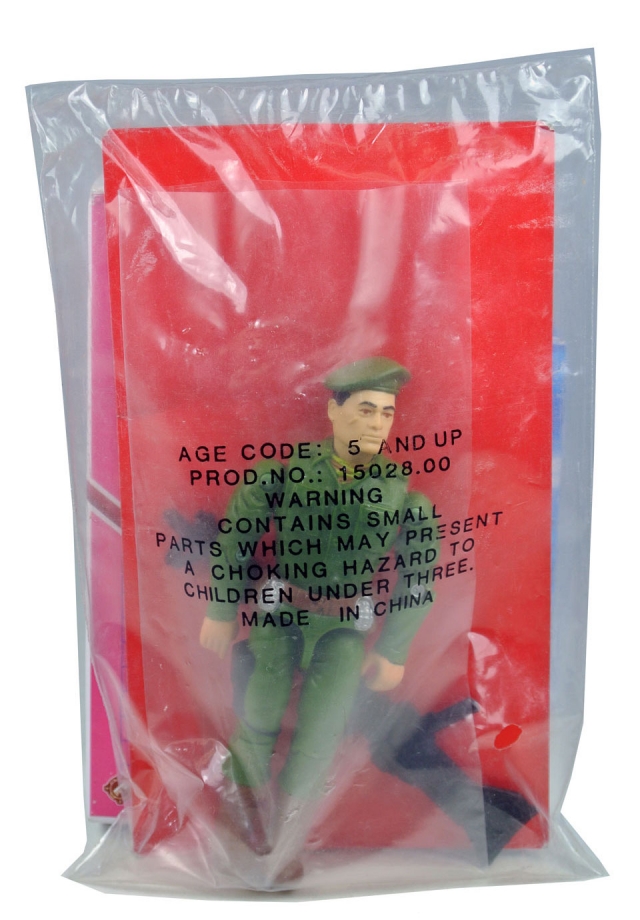 AGE CODE: 5 AND UP
PROD.NO.: 15028.00
WARNING
CONTAINS SMALL
PARTS WHICH MAY PRESENT
A CHOKING HAZARD TO
CHILDREN UNDER THREE.
MADE IN CHINA